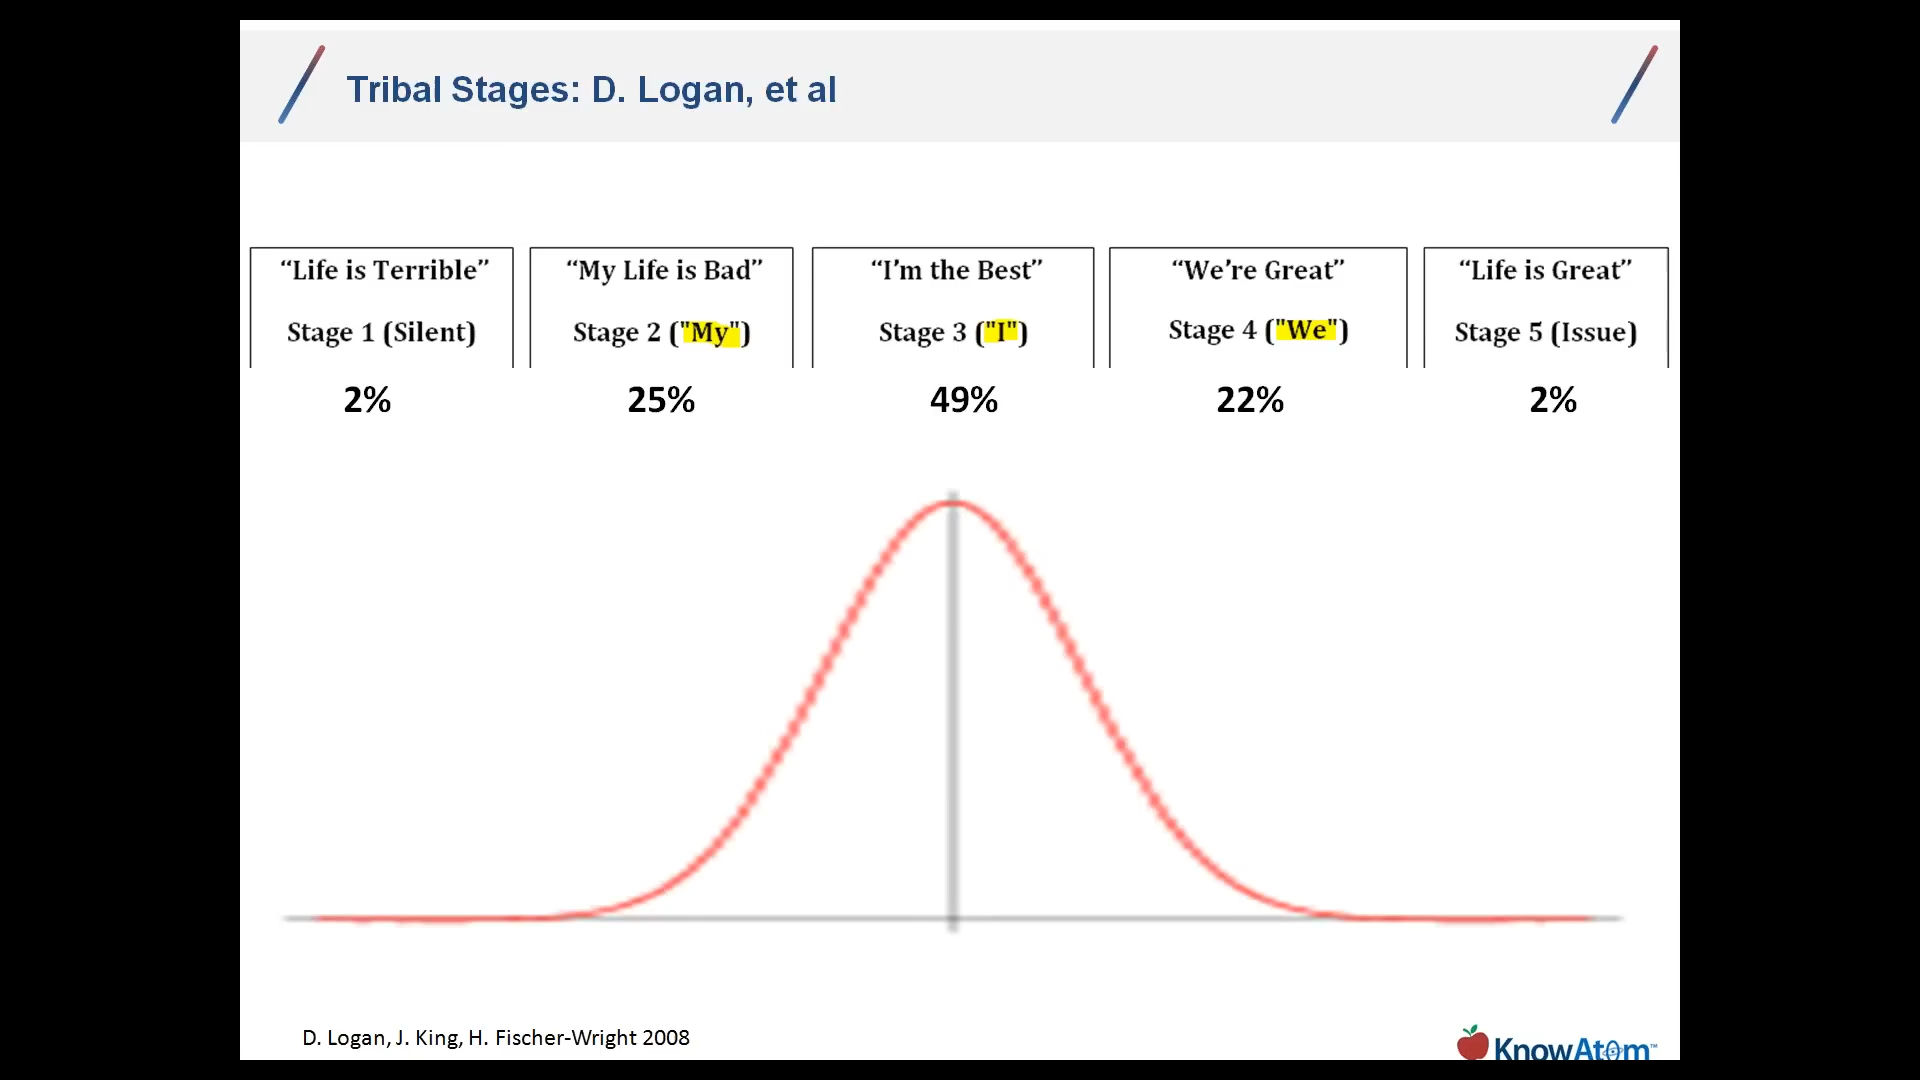 Tribal Stages: D. Logan, et al
“Life is Terrible”
Stage 1 (Silent)
2%
“My Life is Bad”
Stage 2 ("My")
25%
“I’m the Best”
Stage 3 ("I")
49%
“We’re Great”
Stage 4 ("We")
22%
“Life is Great”
Stage 5 (Issue)
2%
D. Logan, J. King, H. Fischer-Wright 2008
KnowAtom™